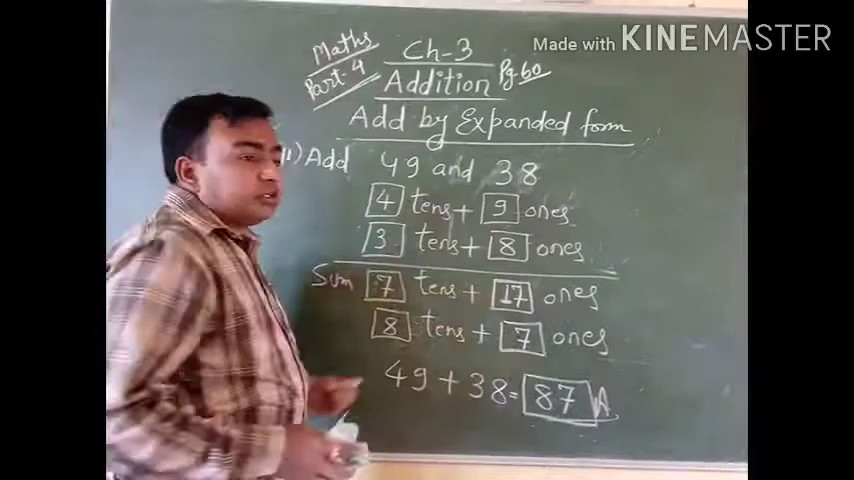 Made with KINEMASTER
Maths
Part-4
Ch-3
Addition
Pg.60
Add by Expanded form
1) Add 49 and 38
4 tens + 9 ones
3 tens + 8 ones
Sum 7 tens + 17 ones
8 tens + 7 ones
49 + 38 = 87 A